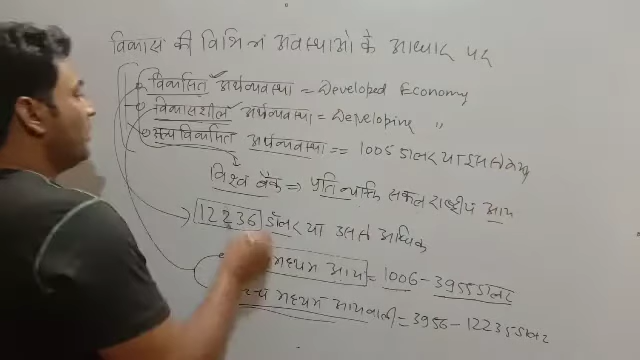 विकास की विभिन्न अवस्थाओ के आधार पर
विकसित अर्थव्यवस्था = Developed Economy
विकासशील अर्थव्यवस्था = Developing "
अल्पविकसित अर्थव्यवस्था == 1005 डालर या इससे कम
विश्व बैंक ⇒ प्रति व्यक्ति सकल राष्ट्रीय आय
12236 डॉलर या उससे अधिक
मध्यम आय = 1006 - 3955 डालर
मध्यम आयवाली = 3956 - 12235 डालर